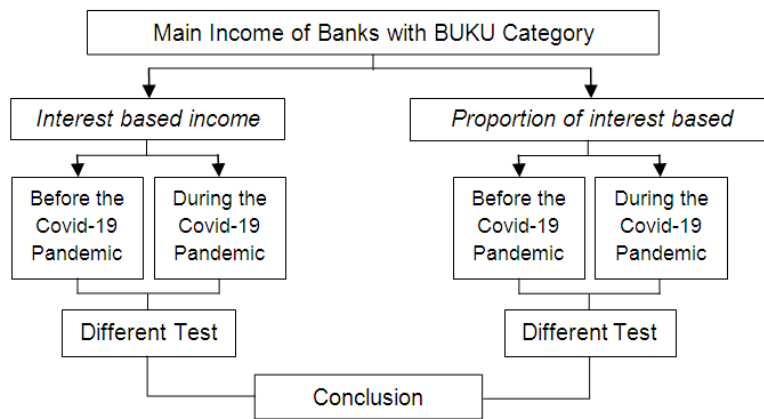 Main Income of Banks with BUKU Category
Interest based income
Proportion of interest based
Before the
Covid-19
Pandemic
During the
Covid-19
Pandemic
Before the
Covid-19
Pandemic
During the
Covid-19
Pandemic
Different Test
Different Test
Conclusion